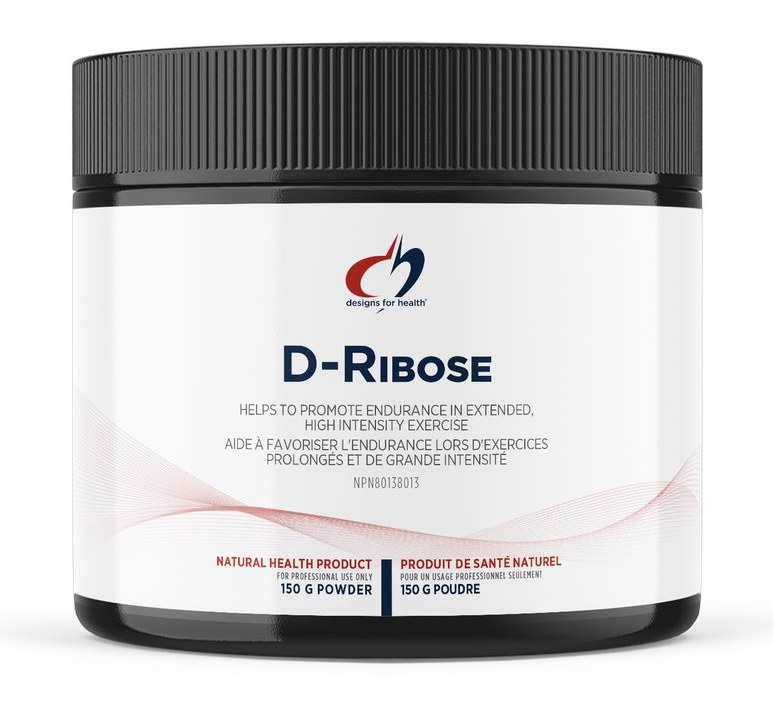 designs for health®
D-RIBOSE
HELPS TO PROMOTE ENDURANCE IN EXTENDED,
HIGH INTENSITY EXERCISE
AIDE À FAVORISER L'ENDURANCE LORS D'EXERCICES
PROLONGÉS ET DE GRANDE INTENSITÉ
NPN80138013
NATURAL HEALTH PRODUCT
FOR PROFESSIONAL USE ONLY
150 G POWDER
PRODUIT DE SANTÉ NATUREL
POUR UN USAGE PROFESSIONNEL SEULEMENT
150 G POUDRE